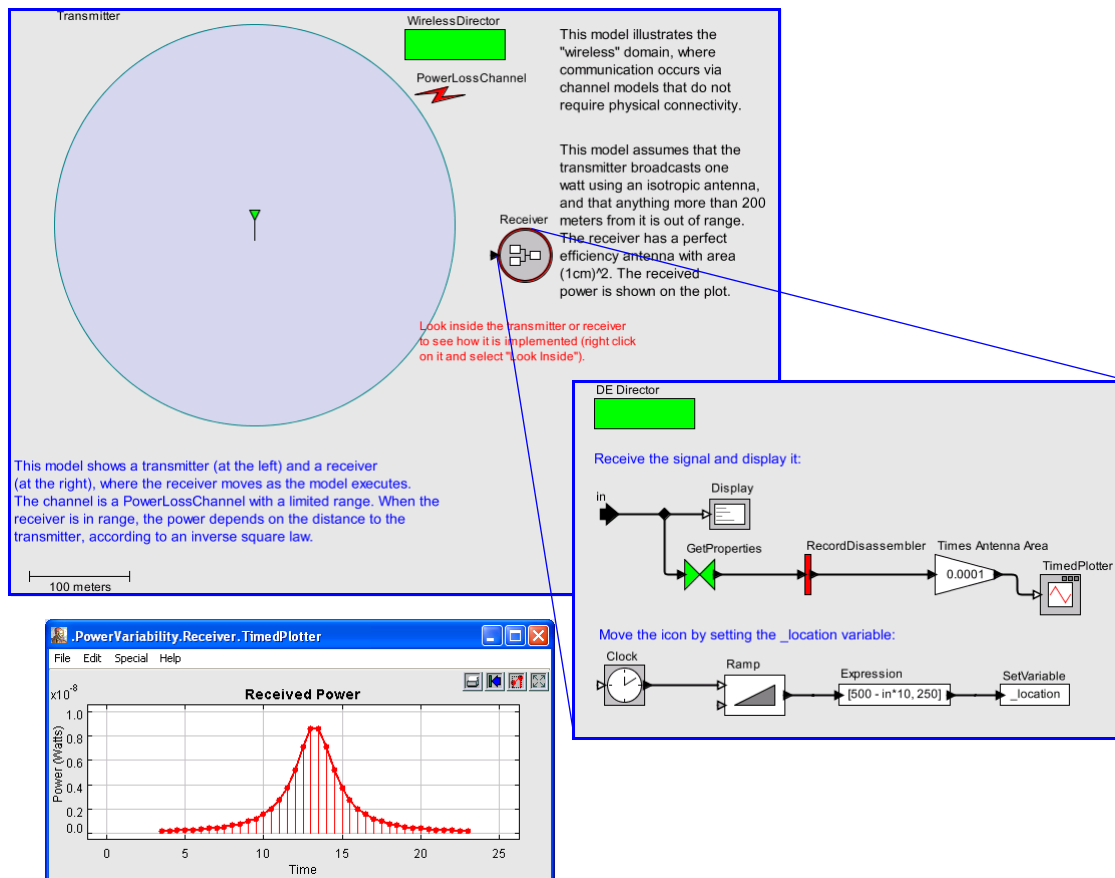 Transmitter
WirelessDirector
PowerLossChannel
This model illustrates the
"wireless" domain, where
communication occurs via
channel models that do not
require physical connectivity.
This model assumes that the
transmitter broadcasts one
watt using an isotropic antenna,
and that anything more than 200
meters from it is out of range.
The receiver has a perfect
efficiency antenna with area
(1cm)^2. The received
power is shown on the plot.
Receiver
Look inside the transmitter or receiver
to see how it is implemented (right click
on it and select "Look Inside").
This model shows a transmitter (at the left) and a receiver
(at the right), where the receiver moves as the model executes.
The channel is a PowerLossChannel with a limited range. When the
receiver is in range, the power depends on the distance to the
transmitter, according to an inverse square law.
100 meters
DE Director
Receive the signal and display it:
in
Display
GetProperties
RecordDisassembler
Times Antenna Area
0.0001
TimedPlotter
Move the icon by setting the _location variable:
Clock
Ramp
Expression
[500 - in*10, 250]
SetVariable
_location
.PowerVariability.Receiver.TimedPlotter
File Edit Special Help
x10^-8
Received Power
Power (Watts)
1.0
0.8
0.6
0.4
0.2
0.0
0 5 10 15 20 25
Time